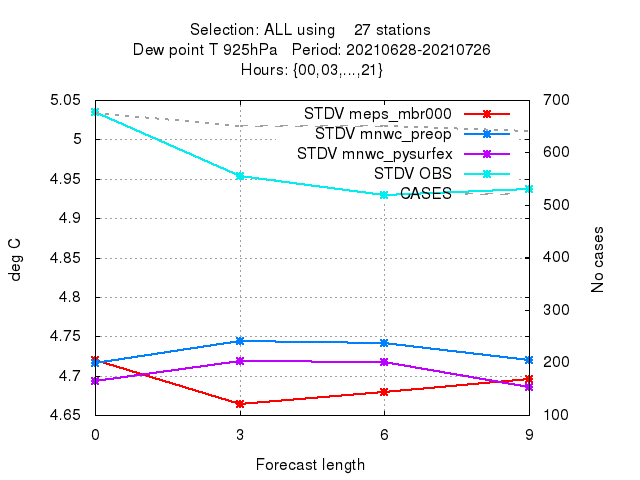 Selection: ALL using    27 stations
Dew point T 925hPa   Period: 20210628-20210726
Hours: {00,03,...,21}
5.05
5
4.95
4.9
4.85
4.8
4.75
4.7
4.65
deg C
STDV meps_mbr000
STDV mnwc_preop
STDV mnwc_pysurfex
STDV OBS
CASES
700
600
500
400
300
200
100
No cases
0 3 6 9
Forecast length